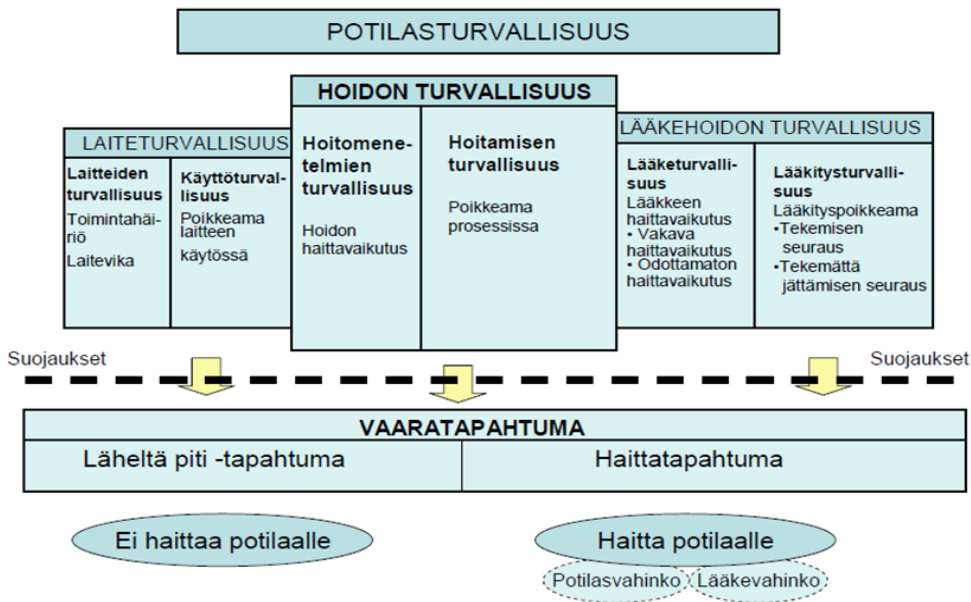 POTILASTURVALLISUUS
HOIDON TURVALLISUUS
LAITETURVALLISUUS
LÄÄKEHOIDON TURVALLISUUS
Laitteiden
turvallisuus
Toimintahäi-
riö
Laitevika
Käyttöturval-
lisuus
Poikkeama
laitteen
käytössä
Hoitomene-
telmien
turvallisuus
Hoidon
haittavaikutus
Hoitamisen
turvallisuus
Poikkeama
prosessissa
Lääketurvalli-
suus
Lääkkeen
haittavaikutus
• Vakava
haittavaikutus
• Odottamaton
haittavaikutus
Lääkitysturvalli-
suus
Lääkityspoikkeama
•Tekemisen
seuraus
•Tekemättä
jättämisen seuraus
Suojaukset
Suojaukset
VAARATAPAHTUMA
Läheltä piti -tapahtuma
Haittatapahtuma
Ei haittaa potilaalle
Haitta potilaalle
Potilasvahinko
Lääkevahinko